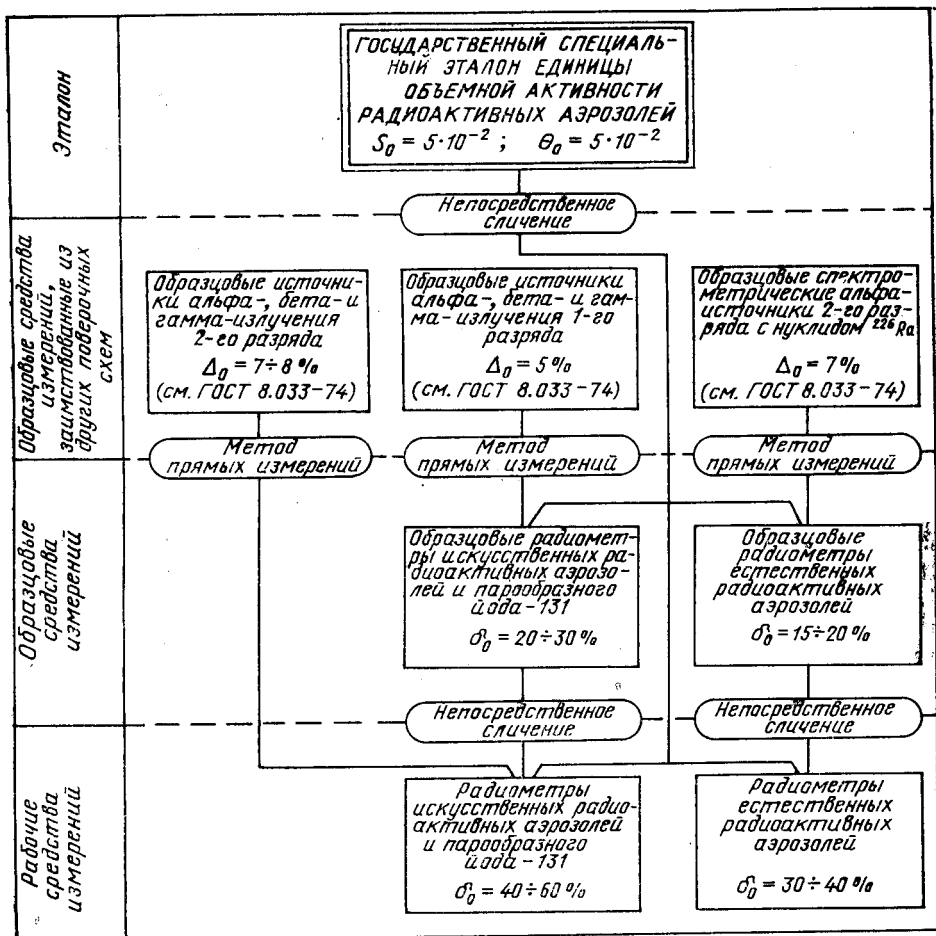 Эталон
ГОСУДАРСТВЕННЫЙ СПЕЦИАЛЬ-
НЫЙ ЭТАЛОН ЕДИНИЦЫ
ОБЪЕМНОЙ АКТИВНОСТИ
РАДИОАКТИВНЫХ АЭРОЗОЛЕЙ
S₀ = 5·10⁻² ; Θ₀ = 5·10⁻²
Непосредственное
сличение
Образцовые средства
измерений,
заимствованные из
других поверочных
схем
Образцовые источни-
ки альфа-, бета- и
гамма-излучения
2-го разряда
Δ₀ = 7÷8%
(см. ГОСТ 8.033-74)
Образцовые источники
альфа-, бета- и гам-
ма-излучения 1-го
разряда
Δ₀ = 5%
(см. ГОСТ 8.033-74)
Образцовые спектро-
метрические альфа-
источники 2-го раз-
ряда с нуклидом ²²⁶Ra
Δ₀ = 7%
(см. ГОСТ 8.033-74)
Метод
прямых измерений
Метод
прямых измерений
Метод
прямых измерений
Образцовые
средства
измерений
Образцовые радиомет-
ры искусственных ра-
диоактивных аэрозо-
лей и парообразного
йода-131
δ₀ = 20÷30%
Образцовые
радиометры
естественных
радиоактивных
аэрозолей
δ₀ = 15÷20%
Непосредственное
сличение
Непосредственное
сличение
Рабочие
средства
измерений
Радиометры
искусственных радио-
активных аэрозолей
и парообразного
йода-131
δ₀ = 40÷60%
Радиометры
естественных
радиоактивных
аэрозолей
δ₀ = 30÷40%